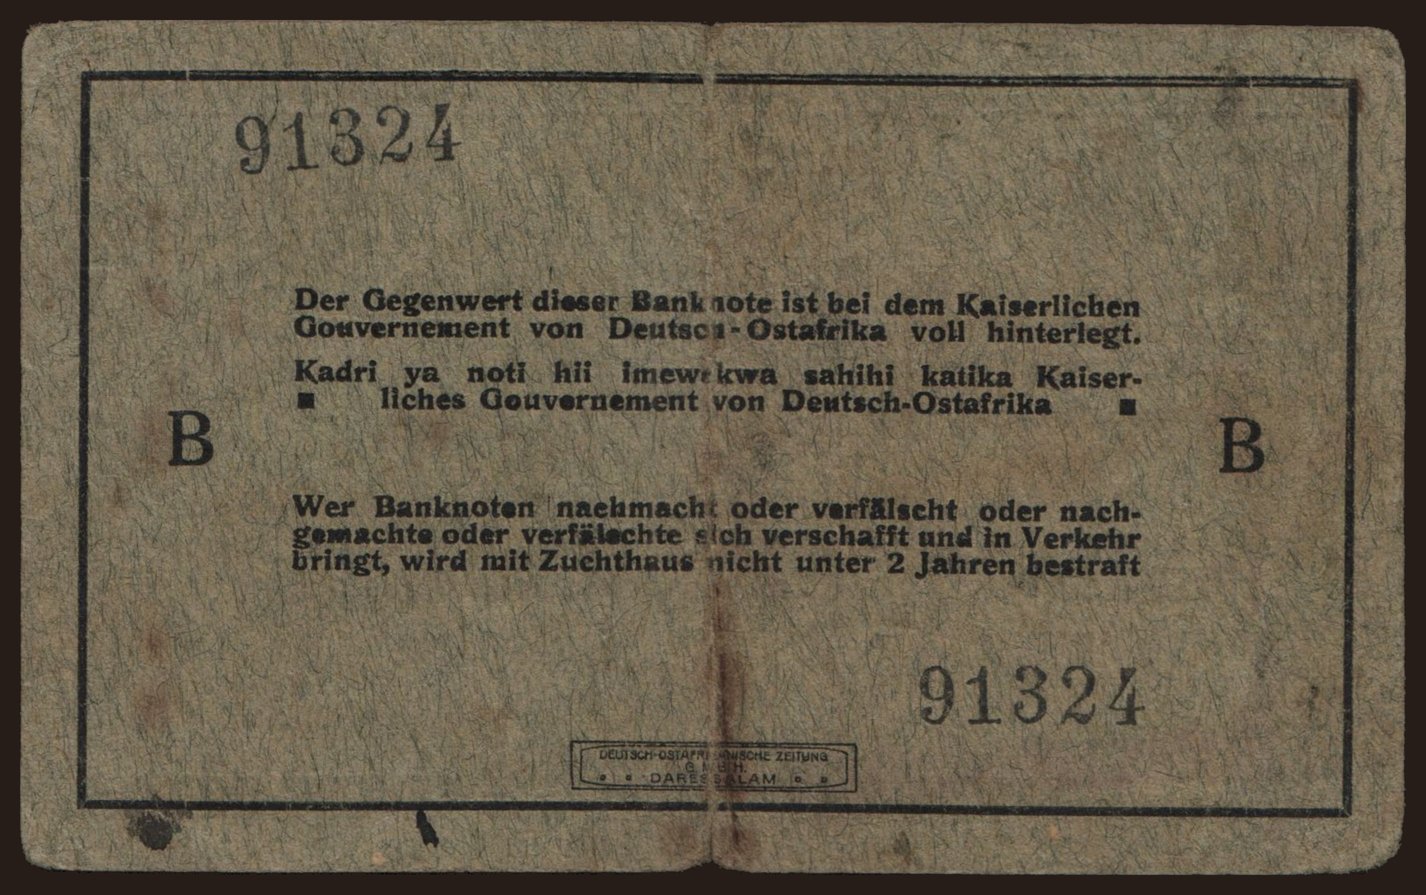 91324
Der Gegenwert dieser Banknote ist bei dem Kaiserlichen
Gouvernement von Deutsch-Ostafrika voll hinterlegt.
Kadri ya noti hii imewekwa sahihi katika Kaiser-
■ liches Gouvernement von Deutsch-Ostafrika ■
B
B
Wer Banknoten nachmacht oder verfälscht oder nach-
gemachte oder verfälschte sich verschafft und in Verkehr
bringt, wird mit Zuchthaus nicht unter 2 Jahren bestraft
91324
DEUTSCH-OSTAFRIKANISCHE ZEITUNG
G.M.B.H.
DARESSALAM